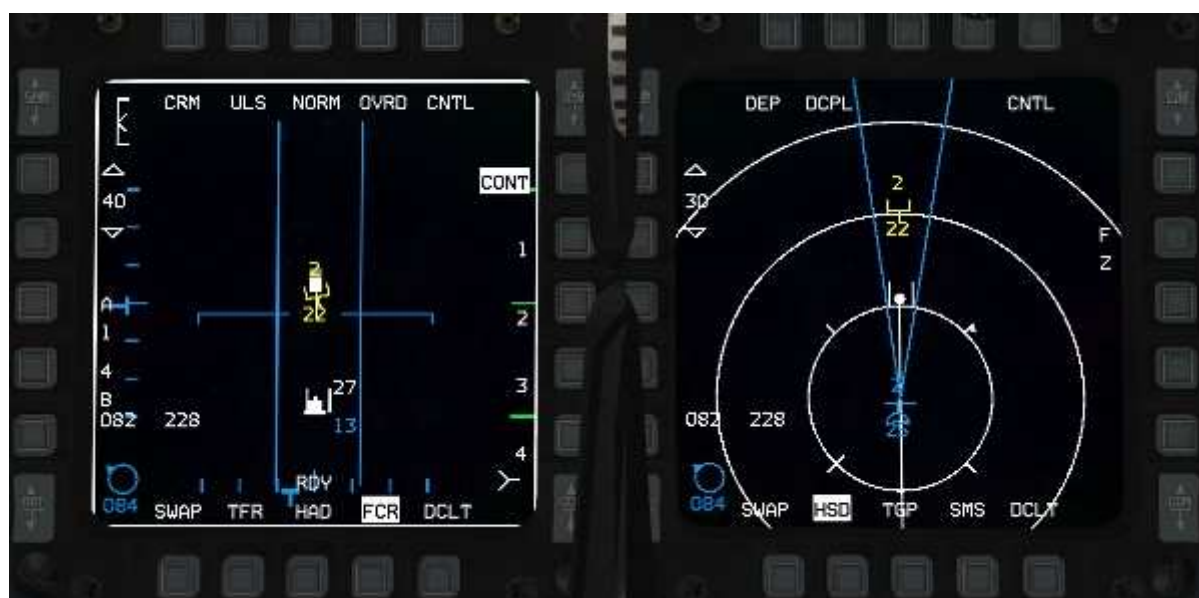 CRM ULS NORM OVRD CNTL
40
CONT
1
2
22
A
1
2
4
B
27
3
13
082 228
4
RDY
084
SWAP TFR HAD FCR DCLT
DEP DCPL CNTL
2
30
22
F
Z
082 228
084
SWAP HSD TGP SMS DCLT